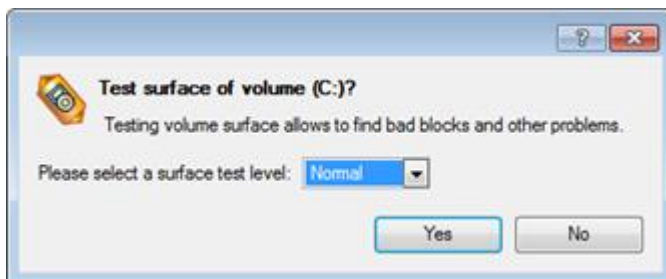 Test surface of volume (C:)?
Testing volume surface allows to find bad blocks and other problems.
Please select a surface test level: Normal
Yes No